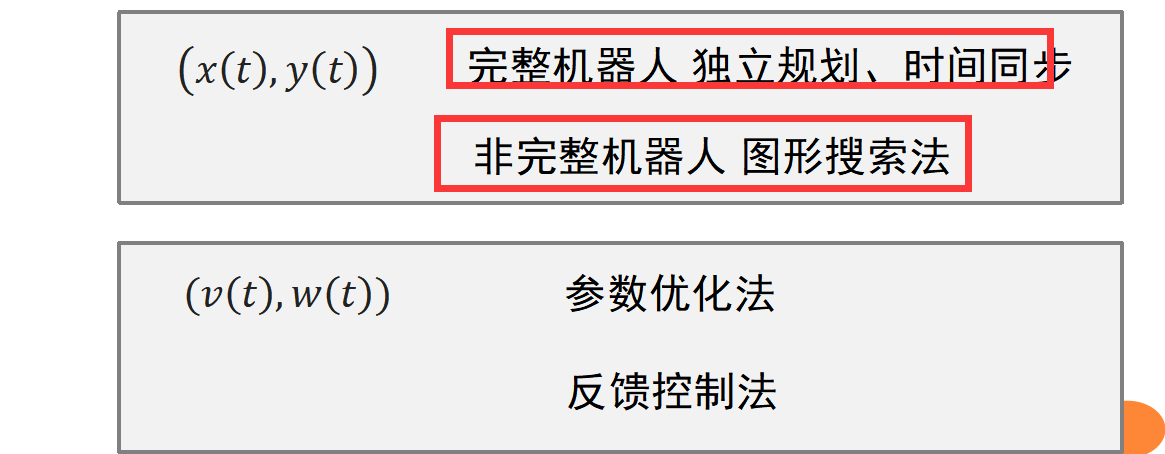 (x(t), y(t)) 完整机器人 独立规划、时间同步
非完整机器人 图形搜索法
(v(t), w(t)) 参数优化法
反馈控制法